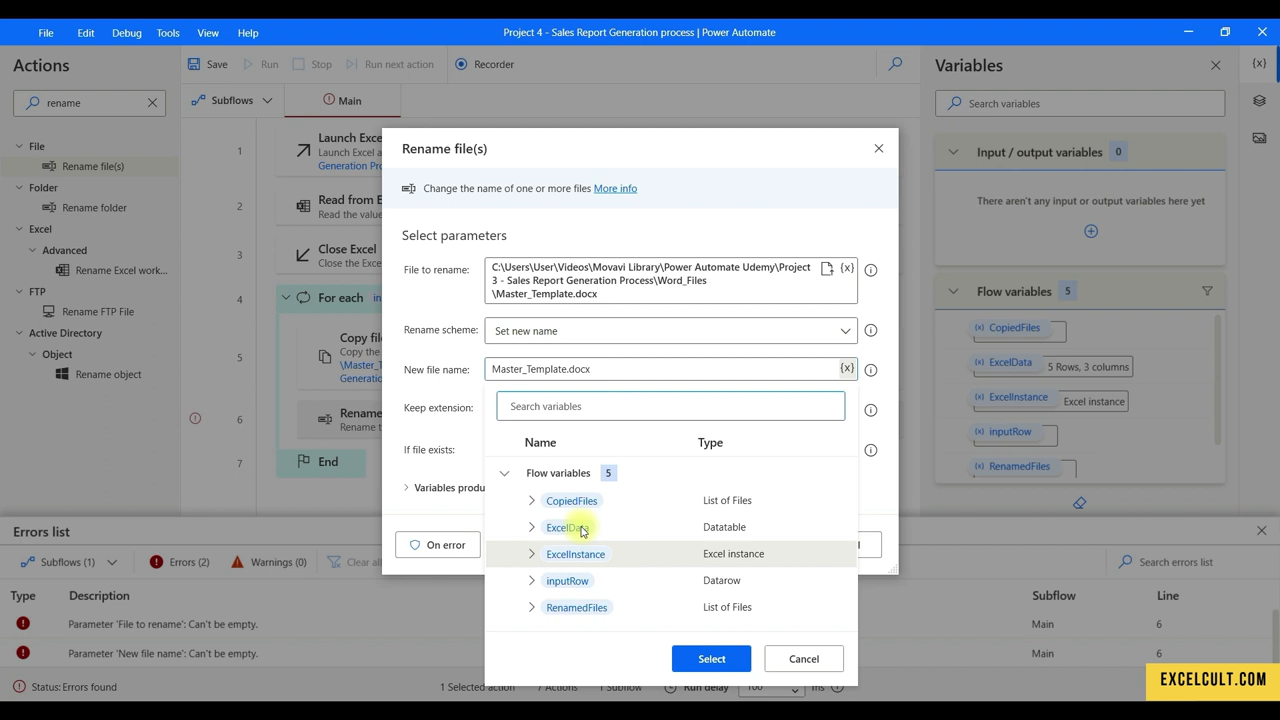 File Edit Debug Tools View Help Project 4 - Sales Report Generation process | Power Automate
Actions
Save Run Stop Run next action Recorder
Variables
rename
Subflows Main
Search variables
File
Rename file(s)
Folder
Rename folder
Excel
Advanced
Rename Excel work...
FTP
Rename FTP File
Active Directory
Object
Rename object
1 Launch Excel
Launch Excel a
Generation Pr
2 Read from E
Read the value
3 Close Excel
Close the Exce
4 For each in
5 Copy file
Copy the
\Master_T
Generatio
6 Rename
Rename t
7 End
Rename file(s)
Change the name of one or more files More info
Select parameters
File to rename: C:\Users\User\Videos\Movavi Library\Power Automate Udemy\Project
3 - Sales Report Generation Process\Word_Files
\Master_Template.docx
{x}
Rename scheme: Set new name
New file name: Master_Template.docx {x}
Keep extension:
If file exists:
Variables produ
On error
Search variables
Name Type
Flow variables 5
CopiedFiles List of Files
ExcelData Datatable
ExcelInstance Excel instance
inputRow Datarow
RenamedFiles List of Files
Select Cancel
Input / output variables 0
There aren't any input or output variables here yet
Flow variables 5
(x) CopiedFiles
(x) ExcelData 5 Rows, 3 columns
(x) ExcelInstance Excel instance
(x) inputRow
(x) RenamedFiles
{x}
Errors list
Subflows (1) Errors (2) Warnings (0) Clear all
Search errors list
Type Description Subflow Line
Parameter 'File to rename': Can't be empty. Main 6
Parameter 'New file name': Can't be empty. Main 6
Status: Errors found 1 Selected action 7 Actions 1 Subflow Run delay 100 ms
EXCELCULT.COM